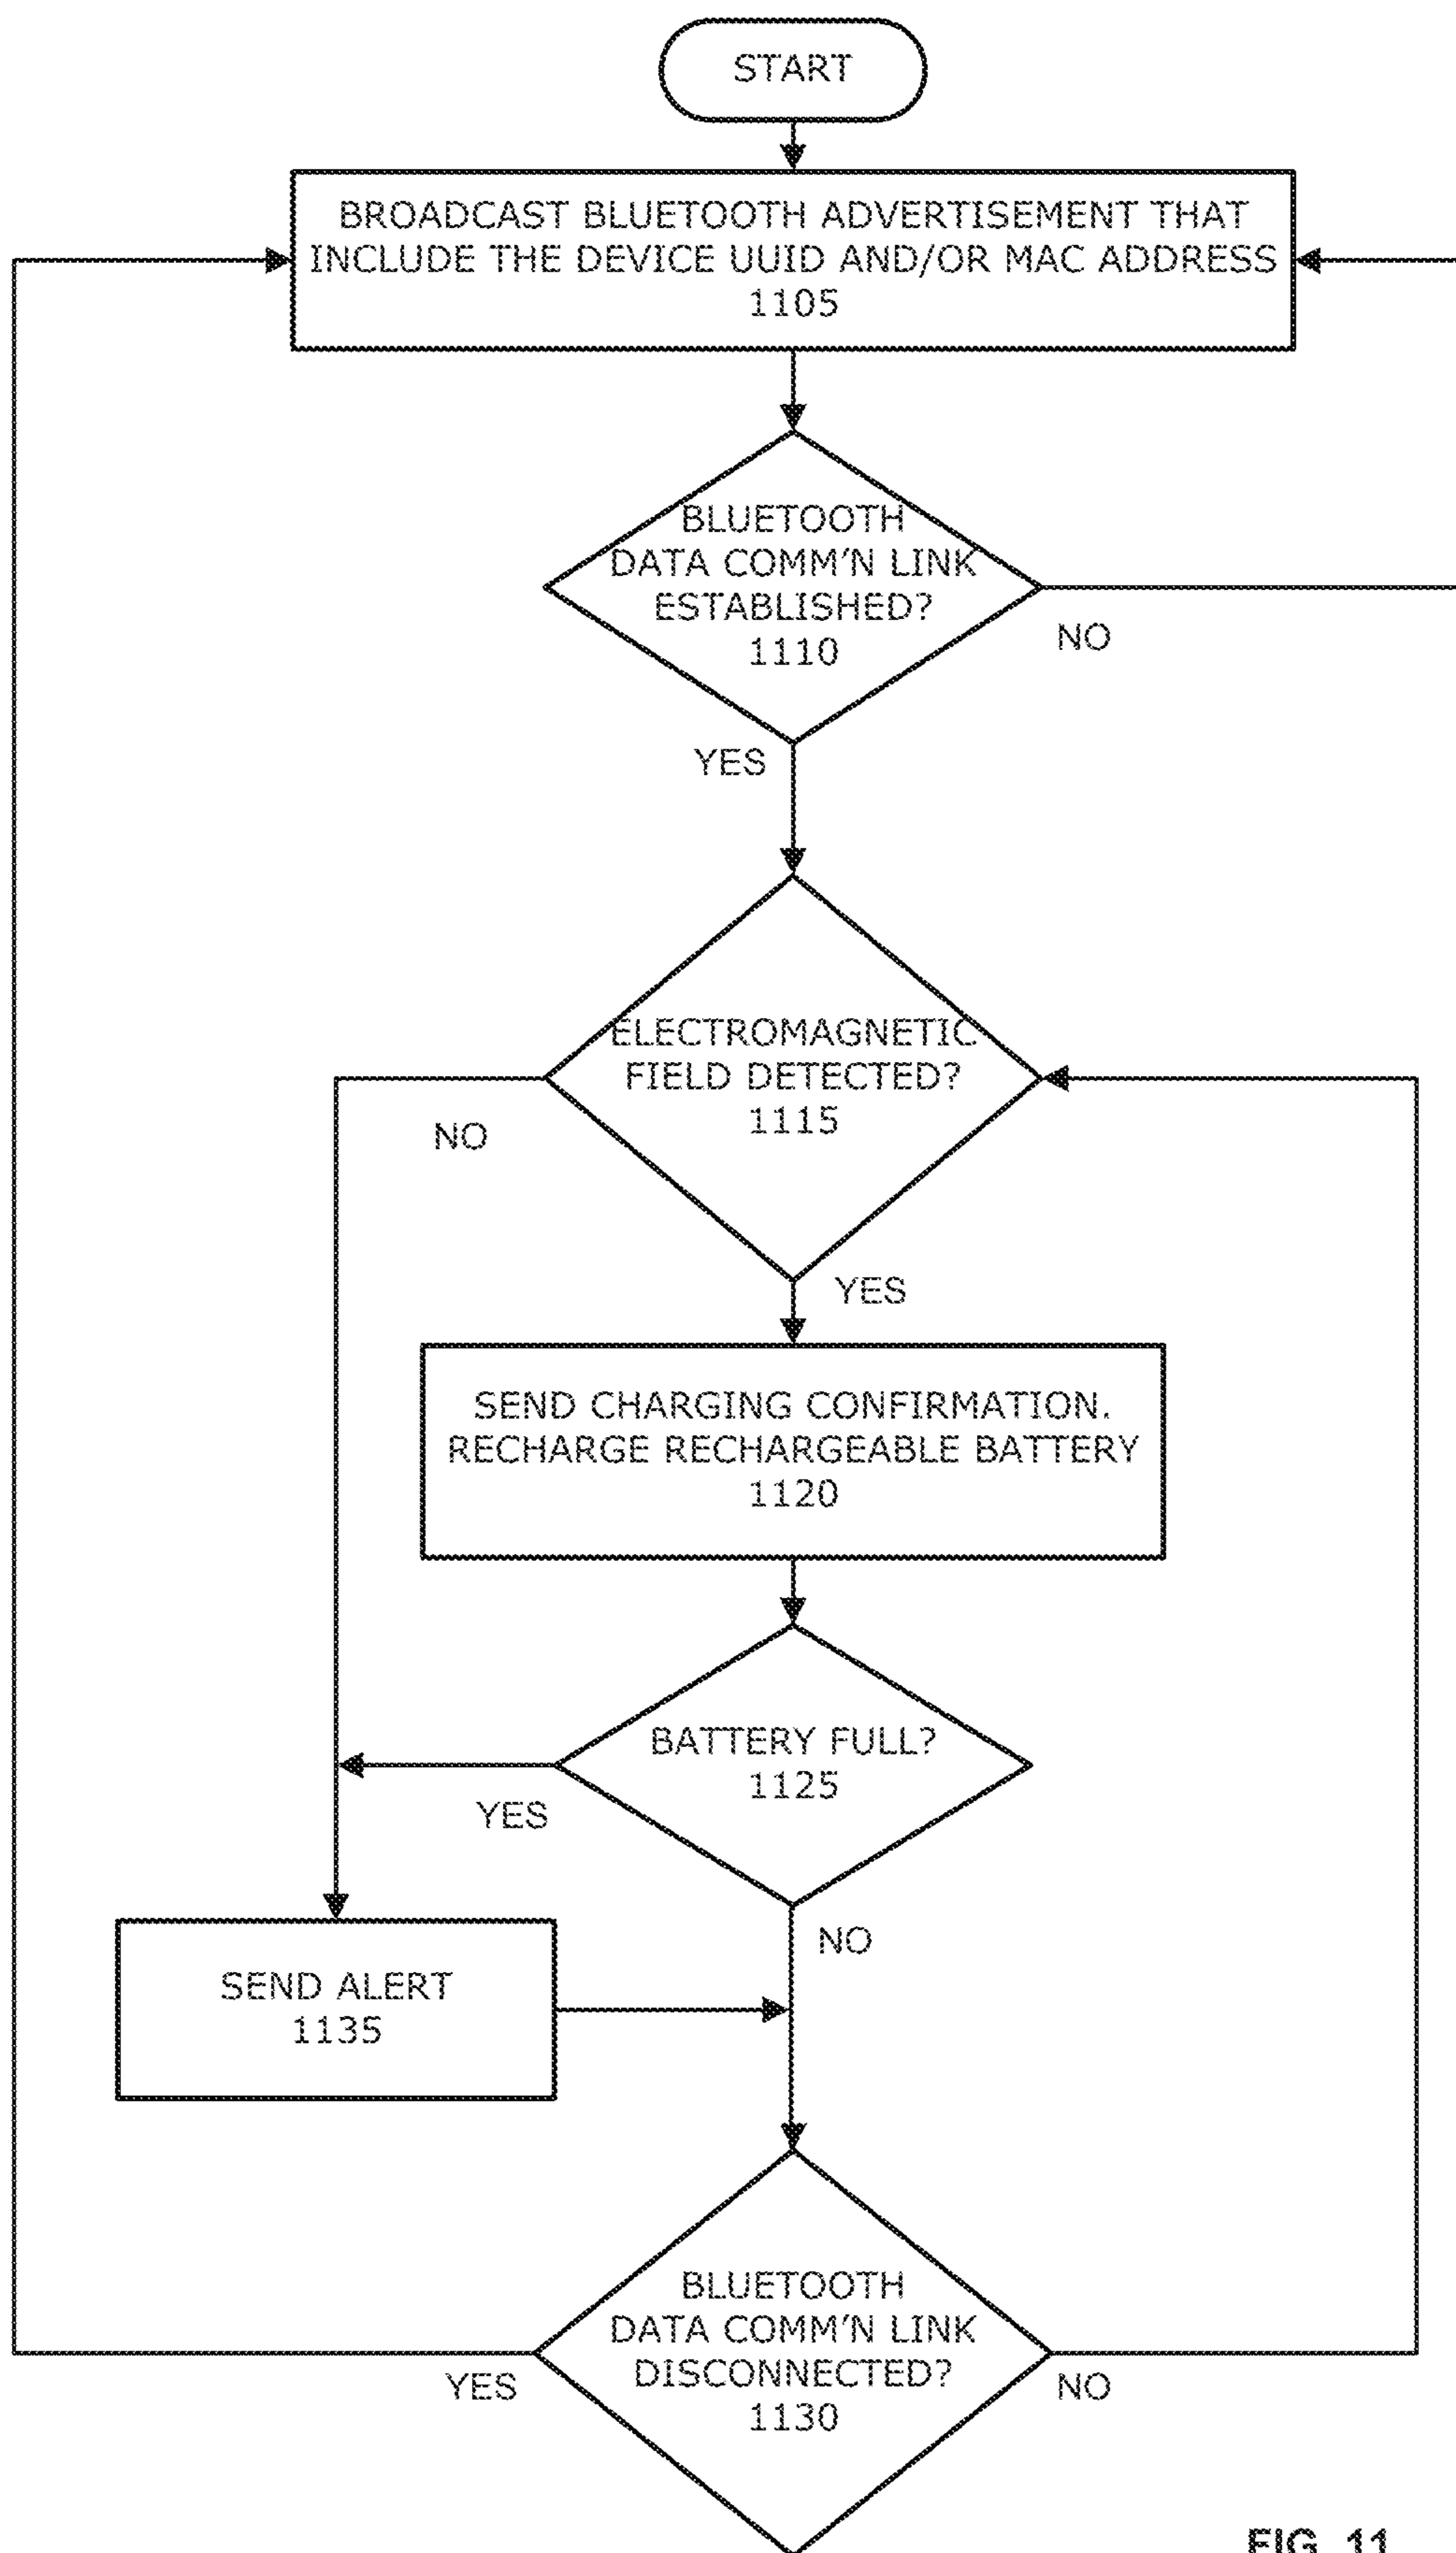 START
BROADCAST BLUETOOTH ADVERTISEMENT THAT
INCLUDE THE DEVICE UUID AND/OR MAC ADDRESS
1105
BLUETOOTH
DATA COMM'N LINK
ESTABLISHED?
1110
NO
YES
ELECTROMAGNETIC
FIELD DETECTED?
1115
NO
YES
SEND CHARGING CONFIRMATION.
RECHARGE RECHARGEABLE BATTERY
1120
BATTERY FULL?
1125
YES
NO
SEND ALERT
1135
BLUETOOTH
DATA COMM'N LINK
DISCONNECTED?
1130
YES
NO
FIG. 11